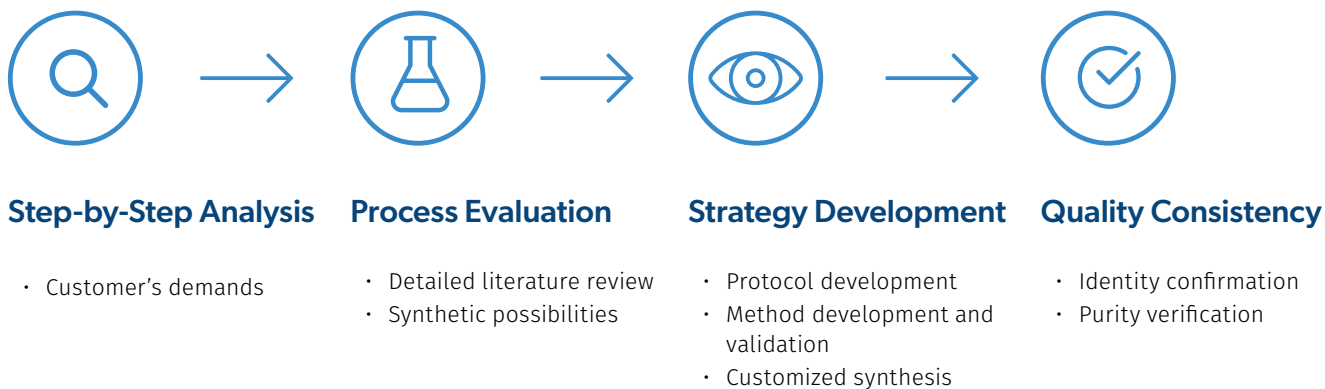 Step-by-Step Analysis
· Customer's demands
Process Evaluation
· Detailed literature review
· Synthetic possibilities
Strategy Development
· Protocol development
· Method development and
validation
· Customized synthesis
Quality Consistency
· Identity confirmation
· Purity verification